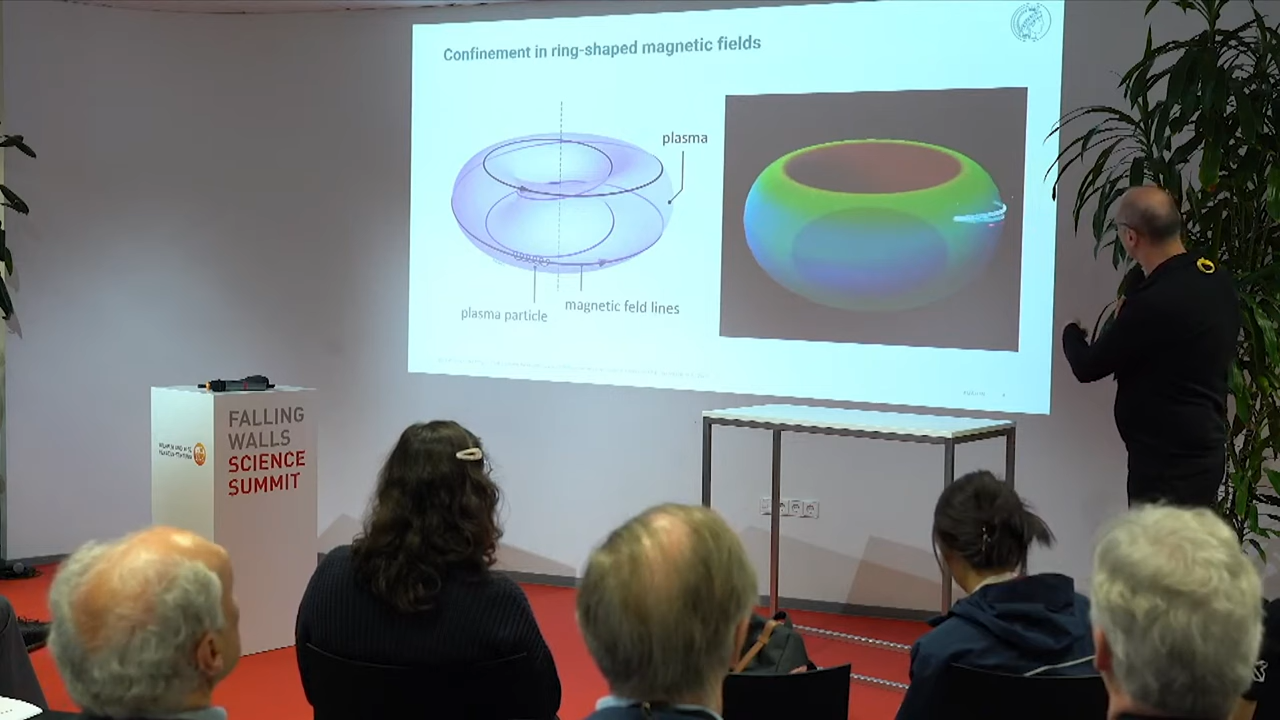 Confinement in ring-shaped magnetic fields
plasma
plasma particle
magnetic feld lines
FALLING
WALLS
SCIENCE
SUMMIT